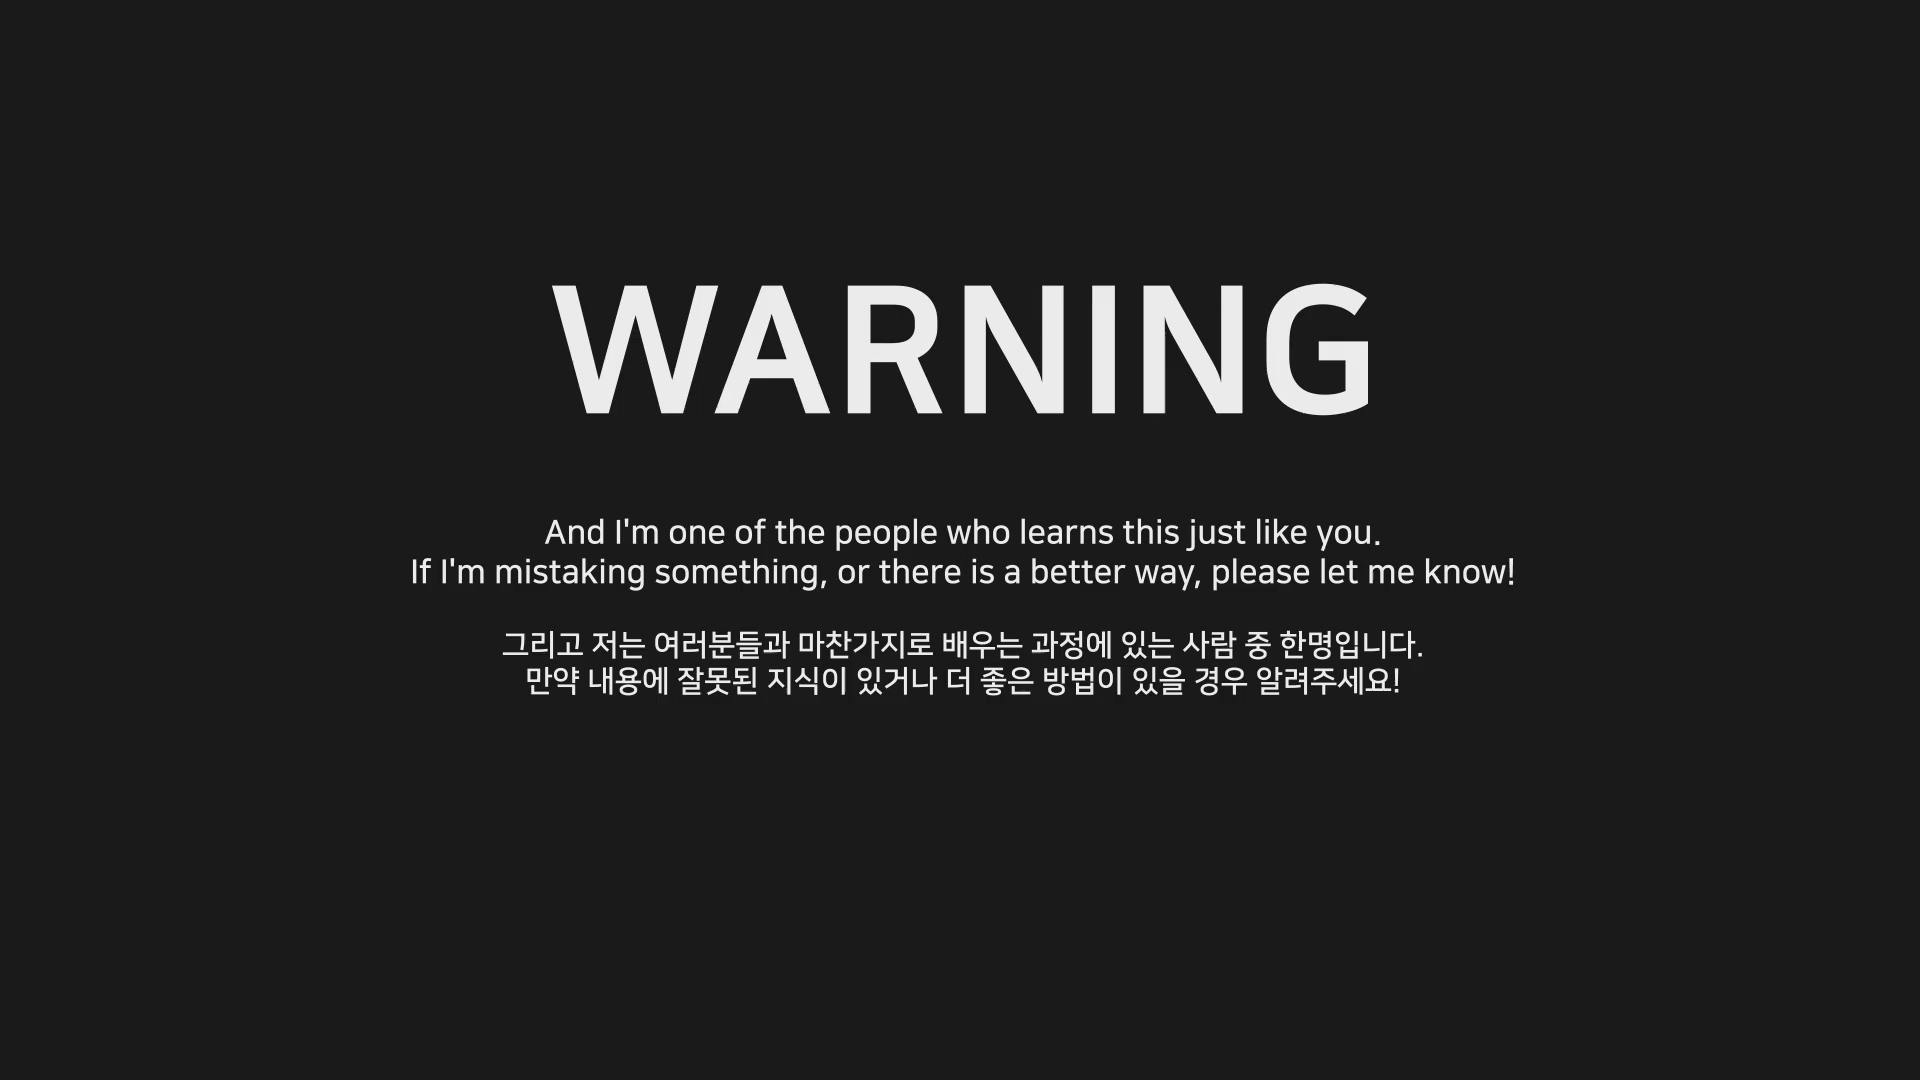 WARNING
And I'm one of the people who learns this just like you.
If I'm mistaking something, or there is a better way, please let me know!
그리고 저는 여러분들과 마찬가지로 배우는 과정에 있는 사람 중 한명입니다.
만약 내용에 잘못된 지식이 있거나 더 좋은 방법이 있을 경우 알려주세요!